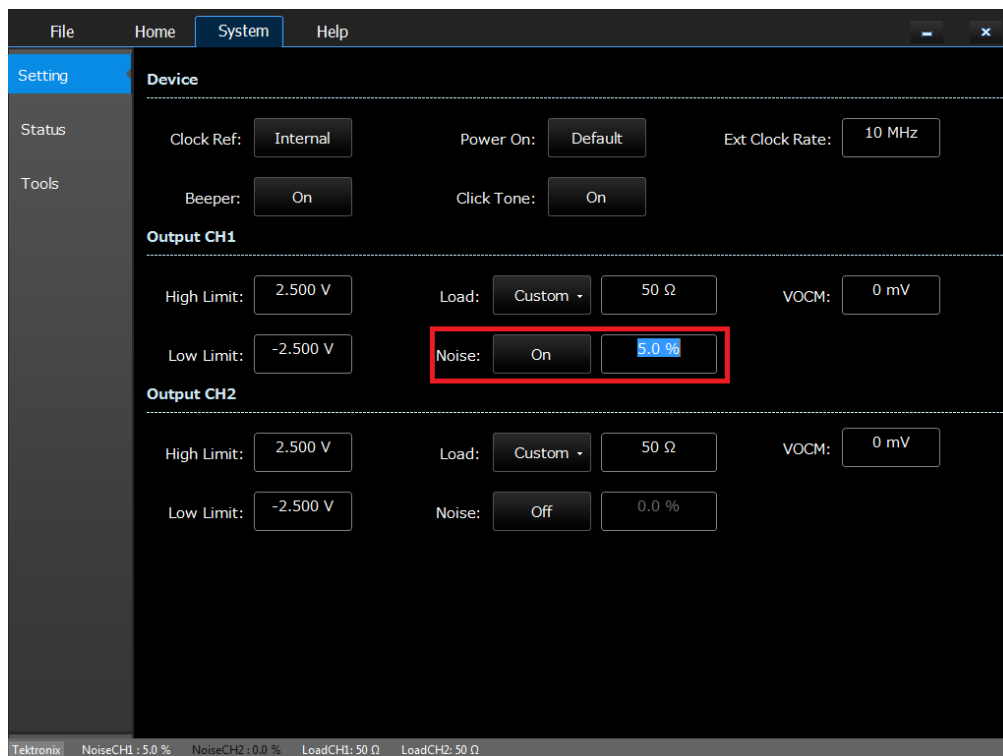 File Home System Help
Setting
Device
Status
Clock Ref: Internal Power On: Default Ext Clock Rate: 10 MHz
Tools
Beeper: On Click Tone: On
Output CH1
High Limit: 2.500 V Load: Custom 50 Ω VOCM: 0 mV
Low Limit: -2.500 V Noise: On 5.0 %
Output CH2
High Limit: 2.500 V Load: Custom 50 Ω VOCM: 0 mV
Low Limit: -2.500 V Noise: Off 0.0 %
Tektronix NoiseCH1 : 5.0 % NoiseCH2 : 0.0 % LoadCH1: 50 Ω LoadCH2: 50 Ω